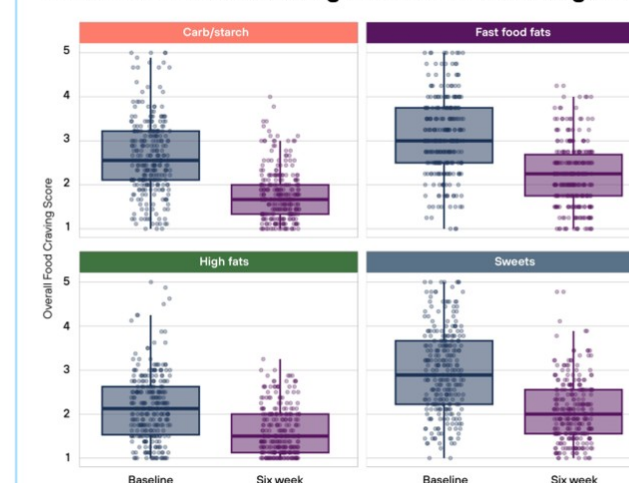 Carb/starch
Fast food fats
5
4
3
2
1
High fats
Sweets
5
4
3
2
1
Overall Food Craving Score
Baseline
Six week
Baseline
Six week